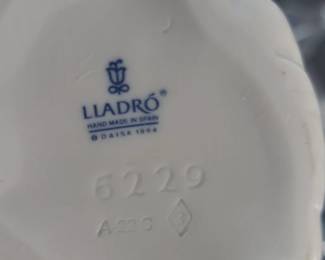 LLADRÓ®
HAND MADE IN SPAIN
© DAISA 1994
6229